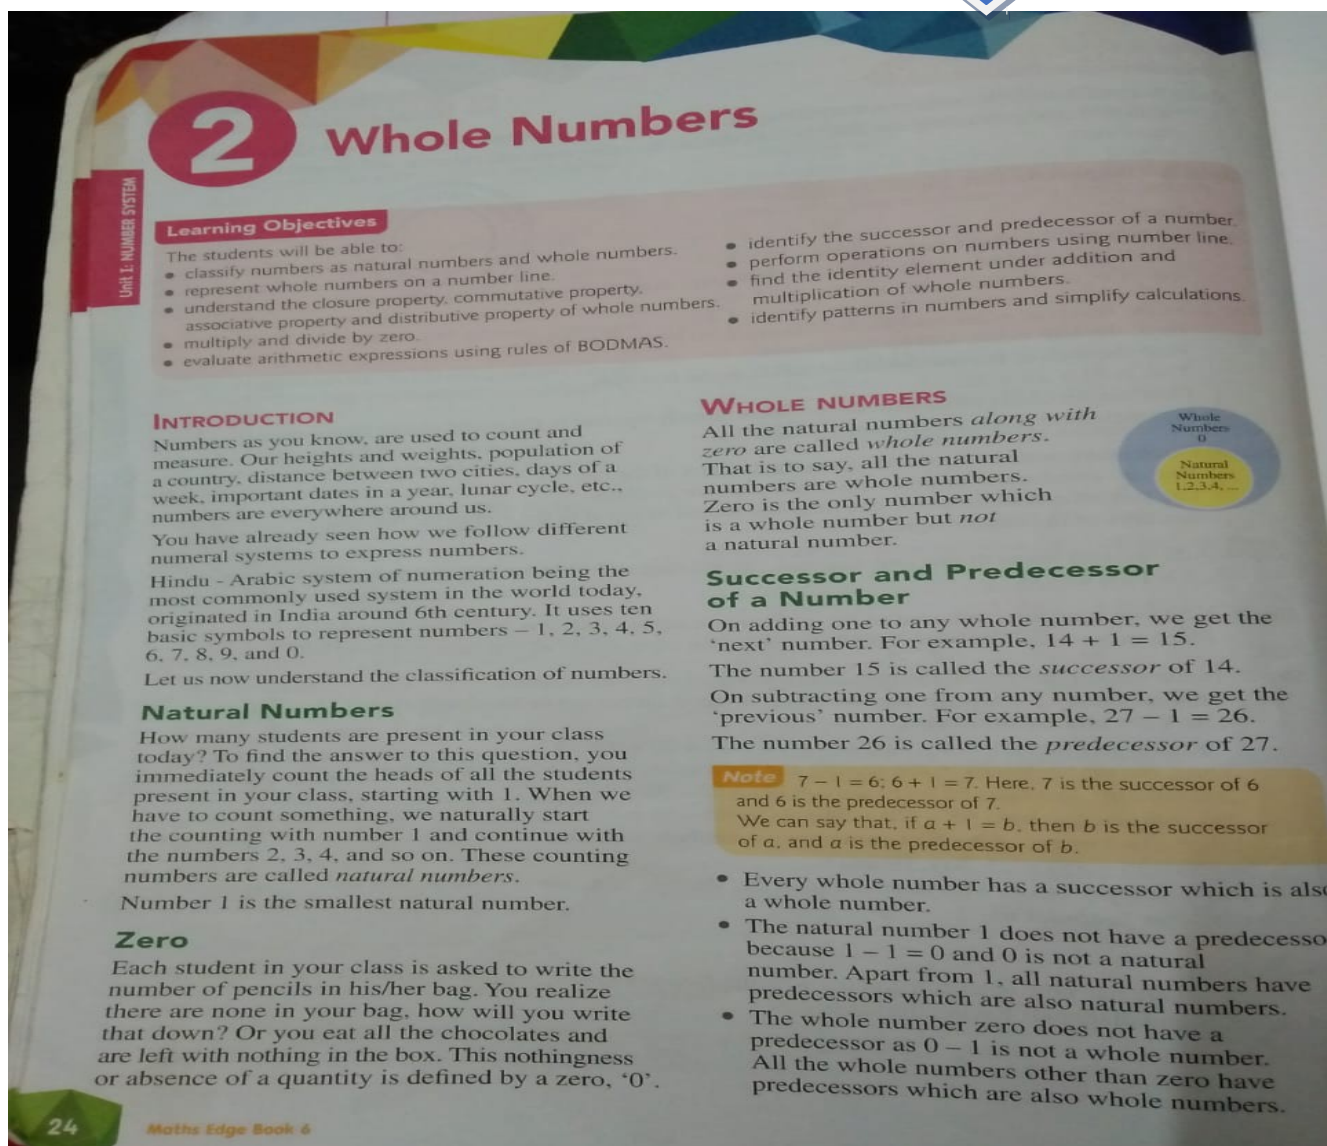 2
Whole Numbers
Unit I: NUMBER SYSTEM
Learning Objectives
The students will be able to:
• classify numbers as natural numbers and whole numbers.
• represent whole numbers on a number line.
• understand the closure property, commutative property,
associative property and distributive property of whole numbers.
• multiply and divide by zero.
• evaluate arithmetic expressions using rules of BODMAS.
• identify the successor and predecessor of a number.
• perform operations on numbers using number line.
• find the identity element under addition and
multiplication of whole numbers.
• identify patterns in numbers and simplify calculations.
INTRODUCTION
Numbers as you know, are used to count and
measure. Our heights and weights, population of
a country, distance between two cities, days of a
week, important dates in a year, lunar cycle, etc.,
numbers are everywhere around us.
You have already seen how we follow different
numeral systems to express numbers.
Hindu - Arabic system of numeration being the
most commonly used system in the world today,
originated in India around 6th century. It uses ten
basic symbols to represent numbers – 1, 2, 3, 4, 5,
6, 7, 8, 9, and 0.
Let us now understand the classification of numbers.
Natural Numbers
How many students are present in your class
today? To find the answer to this question, you
immediately count the heads of all the students
present in your class, starting with 1. When we
have to count something, we naturally start
the counting with number 1 and continue with
the numbers 2, 3, 4, and so on. These counting
numbers are called natural numbers.
Number 1 is the smallest natural number.
Zero
Each student in your class is asked to write the
number of pencils in his/her bag. You realize
there are none in your bag, how will you write
that down? Or you eat all the chocolates and
are left with nothing in the box. This nothingness
or absence of a quantity is defined by a zero, ‘0’.
WHOLE NUMBERS
All the natural numbers along with
zero are called whole numbers.
That is to say, all the natural
numbers are whole numbers.
Zero is the only number which
is a whole number but not
a natural number.
Whole
Numbers
0
Natural
Numbers
1,2,3,4, ...
Successor and Predecessor
of a Number
On adding one to any whole number, we get the
‘next’ number. For example, 14 + 1 = 15.
The number 15 is called the successor of 14.
On subtracting one from any number, we get the
‘previous’ number. For example, 27 – 1 = 26.
The number 26 is called the predecessor of 27.
Note 7 – 1 = 6; 6 + 1 = 7. Here, 7 is the successor of 6
and 6 is the predecessor of 7.
We can say that, if a + 1 = b, then b is the successor
of a, and a is the predecessor of b.
• Every whole number has a successor which is als
a whole number.
• The natural number 1 does not have a predecesso
because 1 – 1 = 0 and 0 is not a natural
number. Apart from 1, all natural numbers have
predecessors which are also natural numbers.
• The whole number zero does not have a
predecessor as 0 – 1 is not a whole number.
All the whole numbers other than zero have
predecessors which are also whole numbers.
24
Maths Edge Book 6